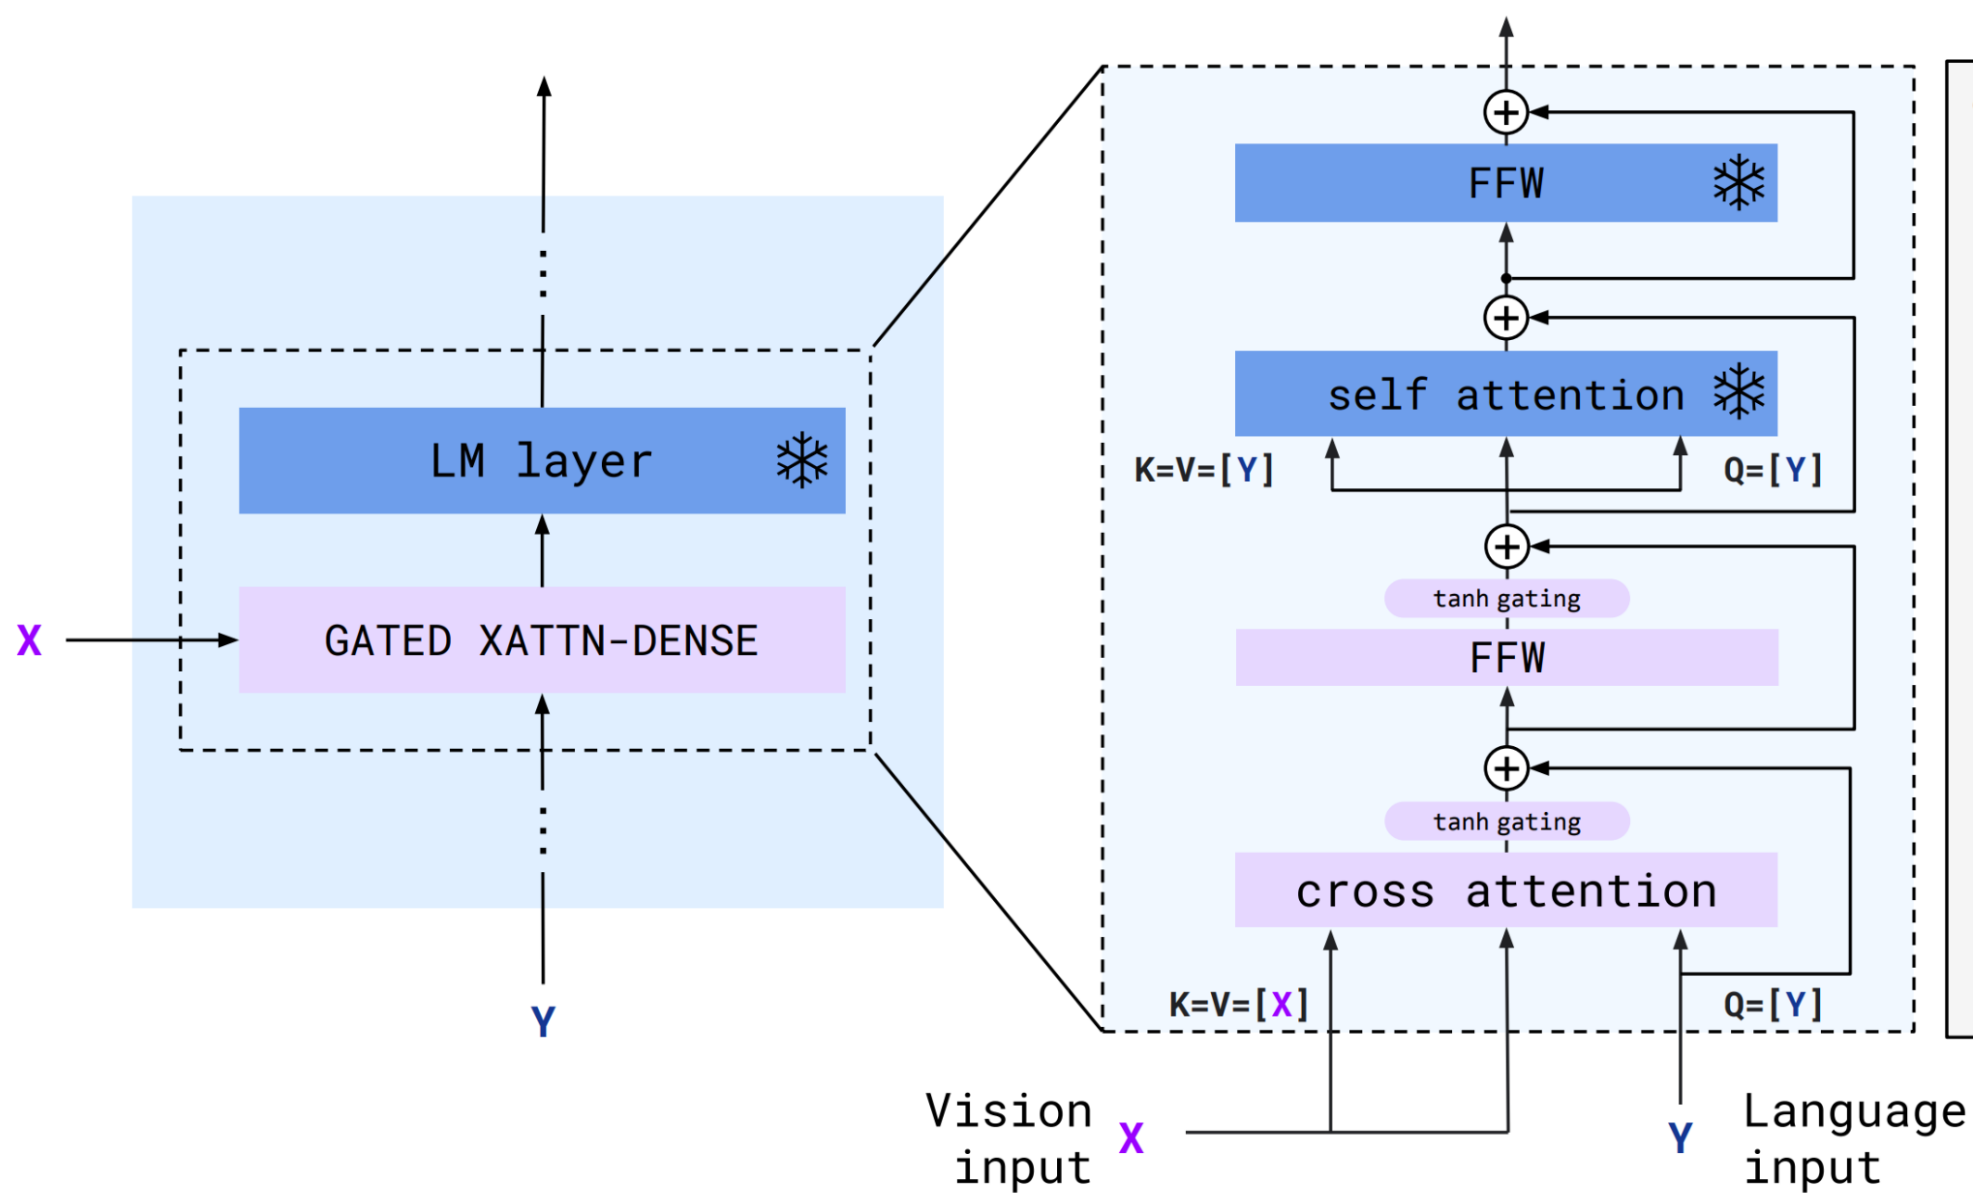 LM layer
GATED XATTN-DENSE
X
Y
FFW
self attention
K=V=[Y]
Q=[Y]
tanh gating
FFW
tanh gating
cross attention
K=V=[X]
Q=[Y]
Vision
input
X
Y
Language
input